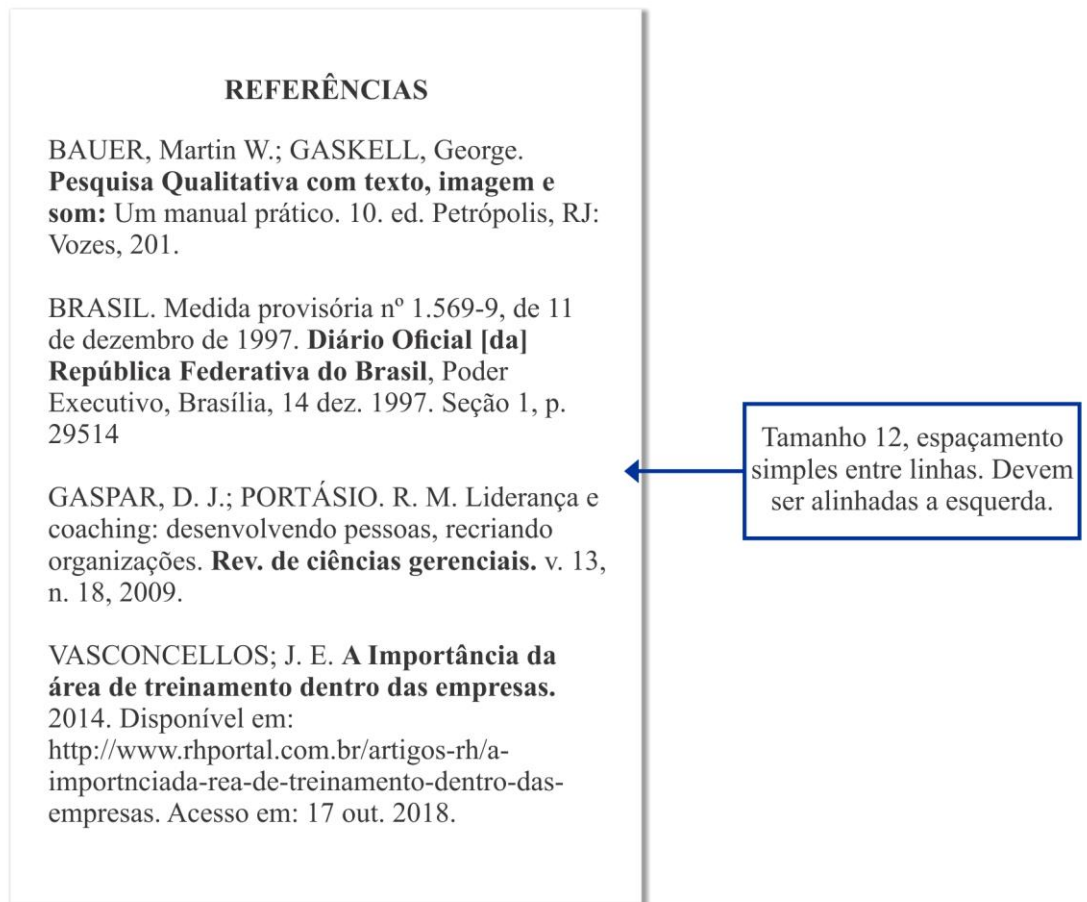 REFERÊNCIAS
BAUER, Martin W.; GASKELL, George.
Pesquisa Qualitativa com texto, imagem e
som: Um manual prático. 10. ed. Petrópolis, RJ:
Vozes, 201.
BRASIL. Medida provisória nº 1.569-9, de 11
de dezembro de 1997. Diário Oficial [da]
República Federativa do Brasil, Poder
Executivo, Brasília, 14 dez. 1997. Seção 1, p.
29514
GASPAR, D. J.; PORTÁSIO. R. M. Liderança e
coaching: desenvolvendo pessoas, recriando
organizações. Rev. de ciências gerenciais. v. 13,
n. 18, 2009.
VASCONCELLOS; J. E. A Importância da
área de treinamento dentro das empresas.
2014. Disponível em:
http://www.rhportal.com.br/artigos-rh/a-
importnciada-rea-de-treinamento-dentro-das-
empresas. Acesso em: 17 out. 2018.
Tamanho 12, espaçamento
simples entre linhas. Devem
ser alinhadas a esquerda.